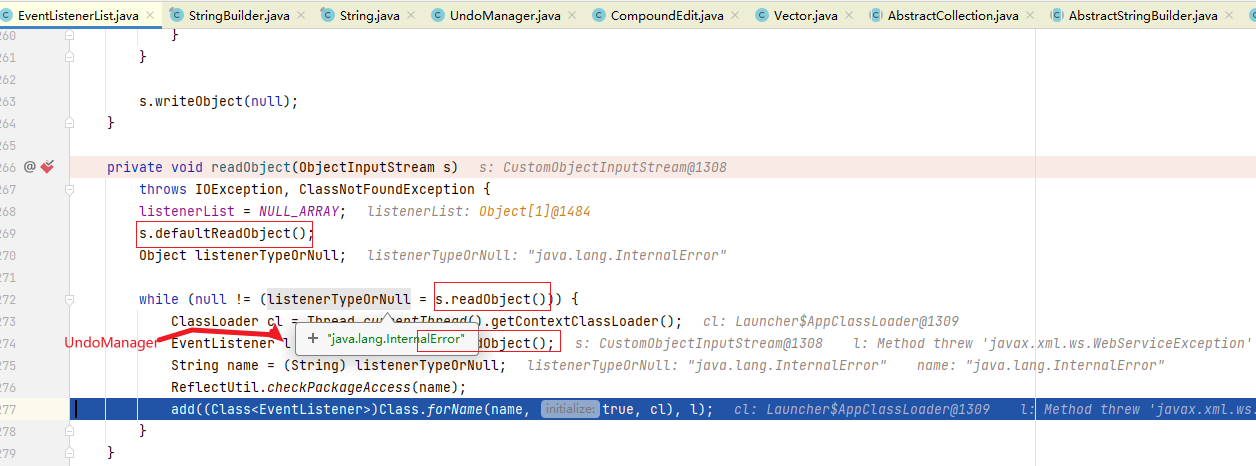 EventListenerList.java × StringBuilder.java × String.java × UndoManager.java × CompoundEdit.java × Vector.java × AbstractCollection.java × AbstractStringBuilder.java ×
260 }
261 }
262
263 s.writeObject(null);
264 }
265
266 @ private void readObject(ObjectInputStream s) s: CustomObjectInputStream@1308
267 throws IOException, ClassNotFoundException {
268 listenerList = NULL_ARRAY; listenerList: Object[1]@1484
269 s.defaultReadObject();
270 Object listenerTypeOrNull; listenerTypeOrNull: "java.lang.InternalError"
271
272 while (null != (listenerTypeOrNull = s.readObject())) {
273 ClassLoader cl = Thread.currentThread().getContextClassLoader(); cl: Launcher$AppClassLoader@1309
UndoManager
+ "java.lang.InternalError"
274 EventListener l dObject(); s: CustomObjectInputStream@1308 l: Method threw 'javax.xml.ws.WebServiceException'
275 String name = (String) listenerTypeOrNull; listenerTypeOrNull: "java.lang.InternalError" name: "java.lang.InternalError"
276 ReflectUtil.checkPackageAccess(name);
277 add((Class<EventListener>)Class.forName(name, initialize: true, cl), l); cl: Launcher$AppClassLoader@1309 l: Method threw 'javax.xml.ws.
278 }
279 }